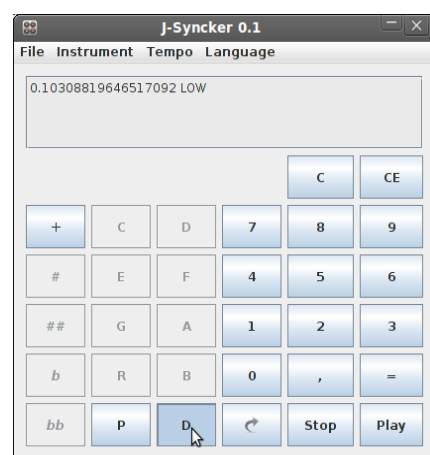 J-Syncker 0.1
File Instrument Tempo Language
0.10308819646517092 LOW
C CE
+ C D 7 8 9
# E F 4 5 6
## G A 1 2 3
b R B 0 , =
bb P D Stop Play